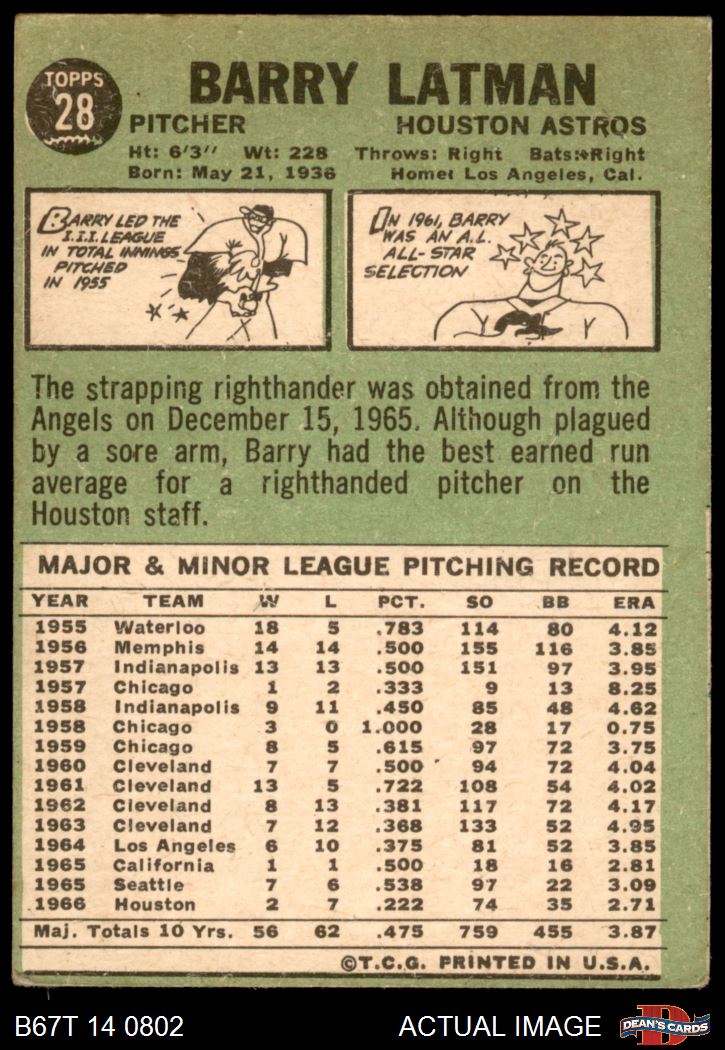 TOPPS
28
BARRY LATMAN
PITCHER HOUSTON ASTROS
Ht: 6'3" Wt: 228 Throws: Right Bats: Right
Born: May 21, 1936 Home: Los Angeles, Cal.
BARRY LED THE
I.I.I. LEAGUE
IN TOTAL INNINGS
PITCHED
IN 1955
IN 1961, BARRY
WAS AN A.L.
ALL-STAR
SELECTION
The strapping righthander was obtained from the
Angels on December 15, 1965. Although plagued
by a sore arm, Barry had the best earned run
average for a righthanded pitcher on the
Houston staff.
MAJOR & MINOR LEAGUE PITCHING RECORD
YEAR TEAM W L PCT. SO BB ERA
1955 Waterloo 18 5 .783 114 80 4.12
1956 Memphis 14 14 .500 155 116 3.85
1957 Indianapolis 13 13 .500 151 97 3.95
1957 Chicago 1 2 .333 9 13 8.25
1958 Indianapolis 9 11 .450 85 48 4.62
1958 Chicago 3 0 1.000 28 17 0.75
1959 Chicago 8 5 .615 97 72 3.75
1960 Cleveland 7 7 .500 94 72 4.04
1961 Cleveland 13 5 .722 108 54 4.02
1962 Cleveland 8 13 .381 117 72 4.17
1963 Cleveland 7 12 .368 133 52 4.95
1964 Los Angeles 6 10 .375 81 52 3.85
1965 California 1 1 .500 18 16 2.81
1965 Seattle 7 6 .538 97 22 3.09
1966 Houston 2 7 .222 74 35 2.71
Maj. Totals 10 Yrs. 56 62 .475 759 455 3.87
©T.C.G. PRINTED IN U.S.A.
B67T 14 0802 ACTUAL IMAGE
DEAN'S CARDS